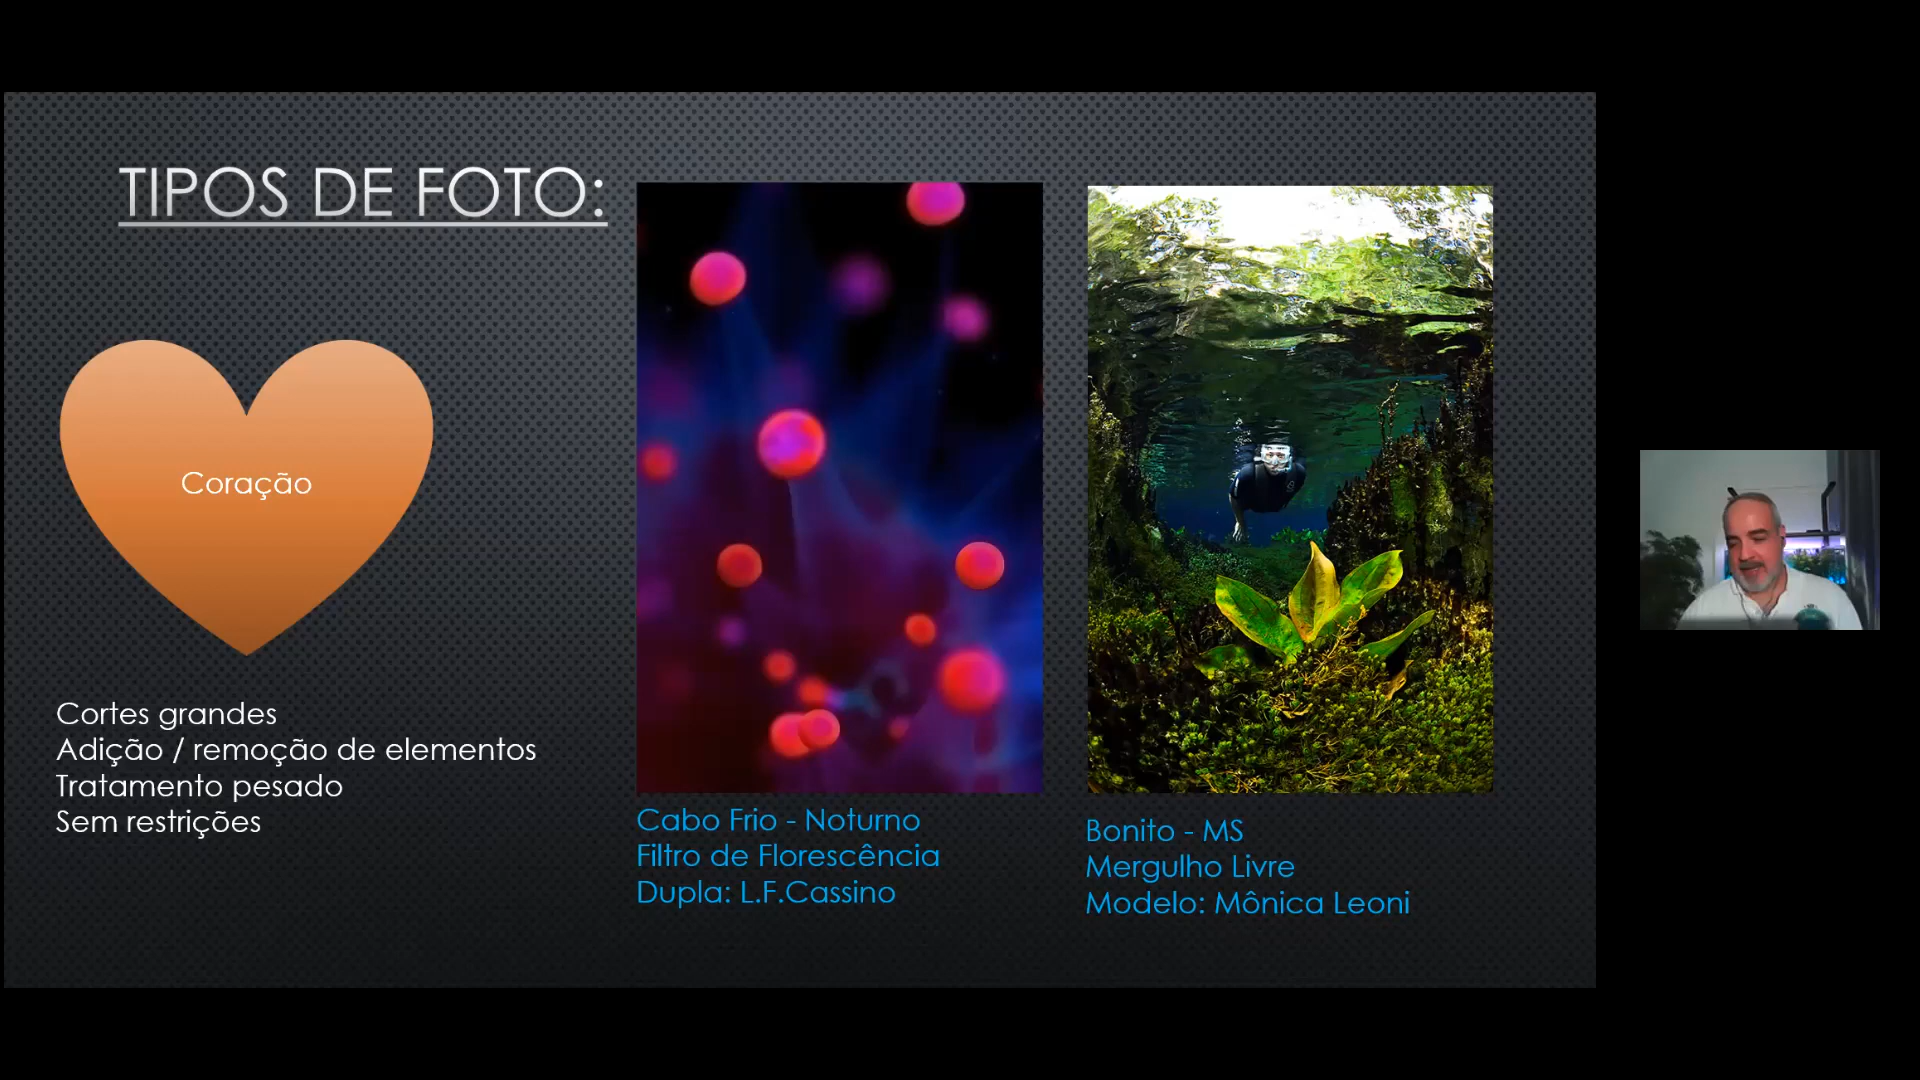 TIPOS DE FOTO:
Coração
Cortes grandes
Adição / remoção de elementos
Tratamento pesado
Sem restrições
Cabo Frio - Noturno
Filtro de Florescência
Dupla: L.F.Cassino
Bonito - MS
Mergulho Livre
Modelo: Mônica Leoni